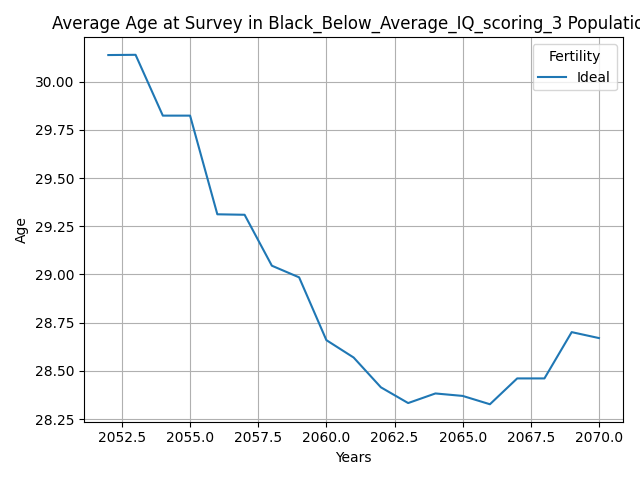 Average Age at Survey in Black_Below_Average_IQ_scoring_3 Populatio
Fertility
Ideal
30.00
29.75
29.50
29.25
29.00
28.75
28.50
28.25
Age
2052.5 2055.0 2057.5 2060.0 2062.5 2065.0 2067.5 2070.0
Years